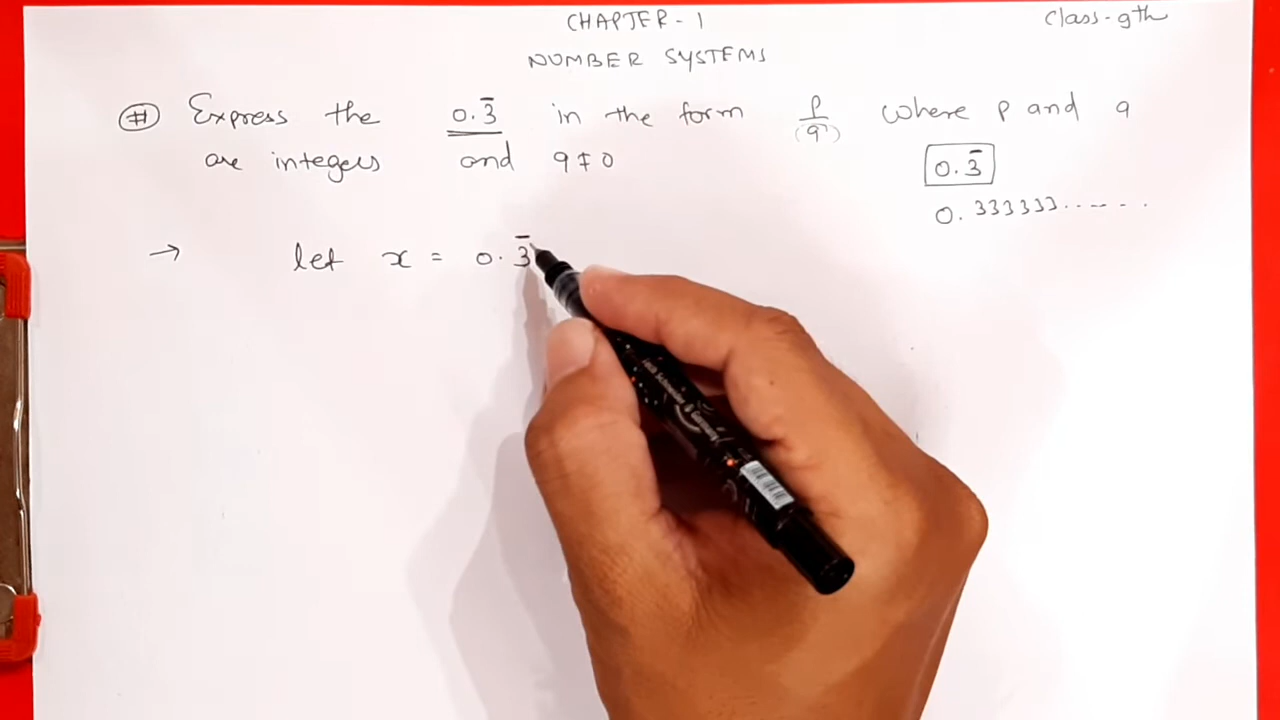 CHAPTER - 1
Class - 9th
NUMBER SYSTEMS
# Express the 0.3̅ in the form p/q where p and q
are integers and q ≠ 0
0.3̅
0.333333......
→ let x = 0.3̅